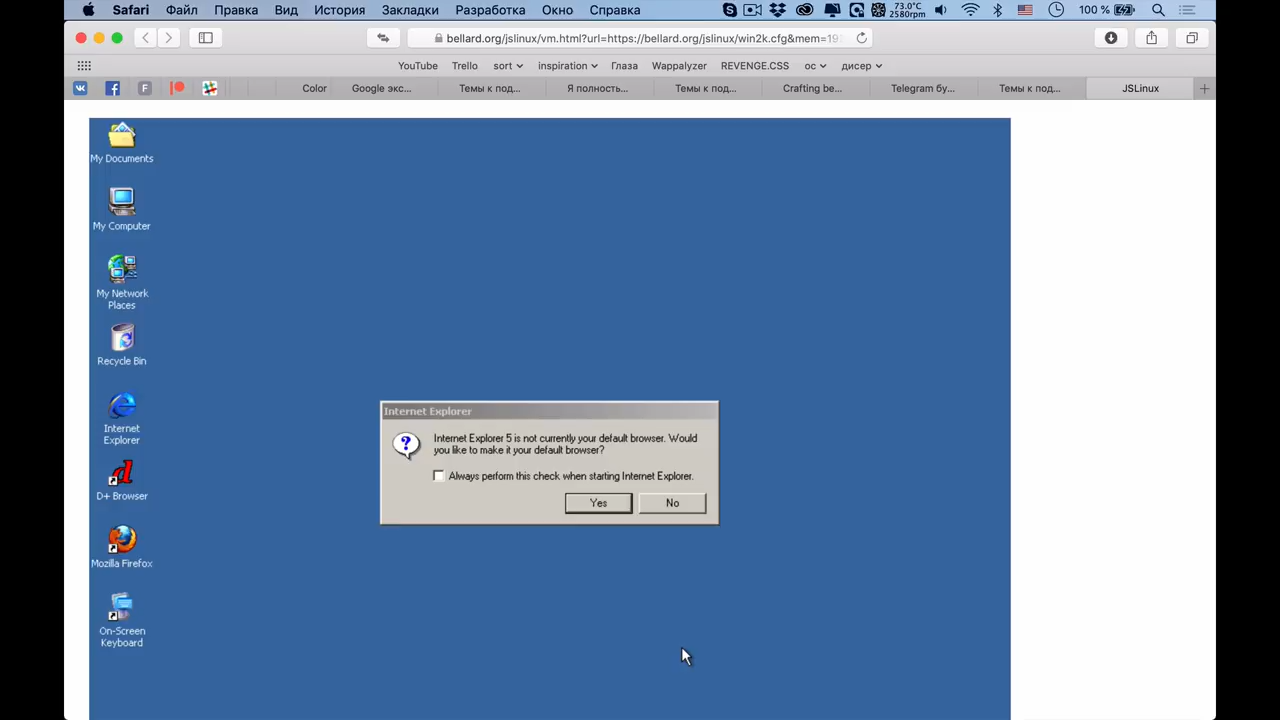 Safari Файл Правка Вид История Закладки Разработка Окно Справка 73.0°C 2580rpm 100 %
bellard.org/jslinux/vm.html?url=https://bellard.org/jslinux/win2k.cfg&mem=19
YouTube Trello sort inspiration Глаза Wappalyzer REVENGE.CSS ос дисер
F Color Google экс... Темы к под... Я полность... Темы к под... Crafting be... Telegram бу... Темы к под... JSLinux
My Documents
My Computer
My Network
Places
Recycle Bin
Internet
Explorer
D+ Browser
Mozilla Firefox
On-Screen
Keyboard
Internet Explorer
Internet Explorer 5 is not currently your default browser. Would
you like to make it your default browser?
Always perform this check when starting Internet Explorer.
Yes No